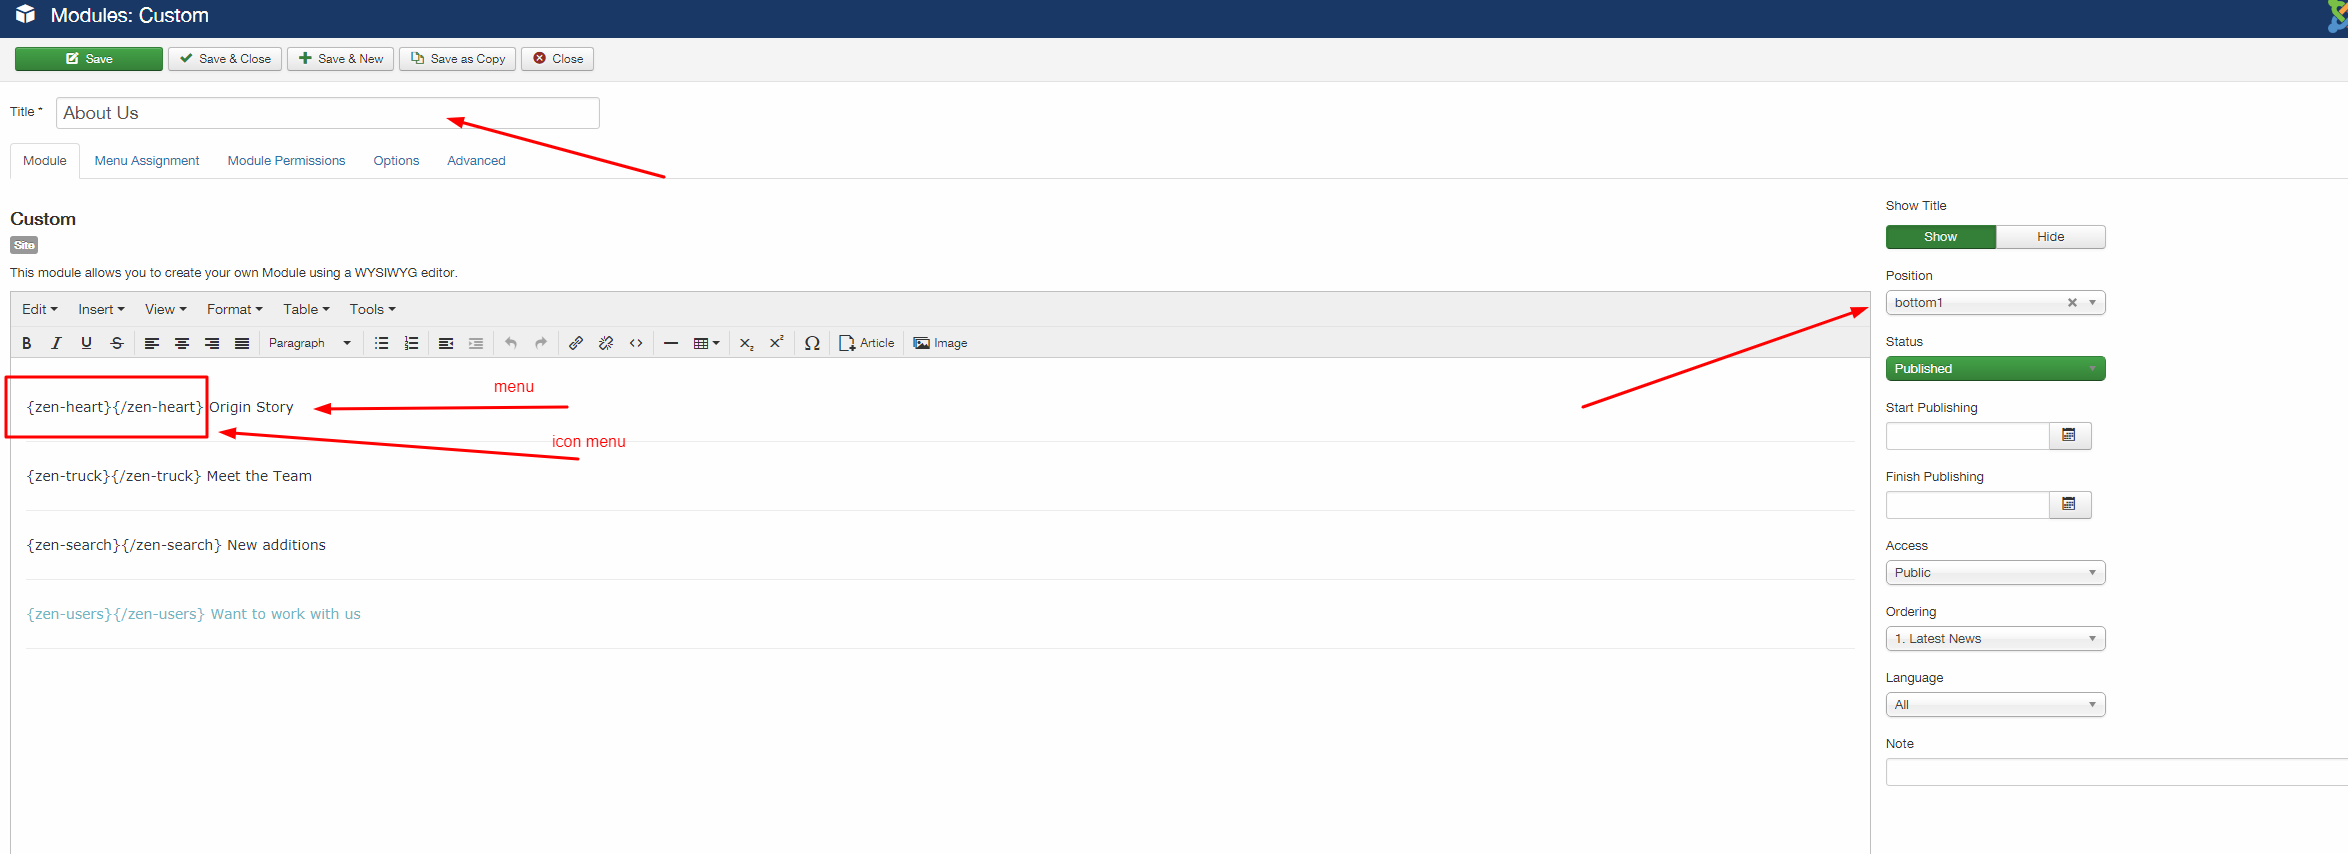 Modules: Custom
Save
Save & Close
Save & New
Save as Copy
Close
Title *
About Us
Module
Menu Assignment
Module Permissions
Options
Advanced
Custom
Site
This module allows you to create your own Module using a WYSIWYG editor.
Edit
Insert
View
Format
Table
Tools
B I U S
Paragraph
Article
Image
menu
{zen-heart}{/zen-heart} Origin Story
icon menu
{zen-truck}{/zen-truck} Meet the Team
{zen-search}{/zen-search} New additions
{zen-users}{/zen-users} Want to work with us
Show Title
Show
Hide
Position
bottom1
Status
Published
Start Publishing
Finish Publishing
Access
Public
Ordering
1. Latest News
Language
All
Note